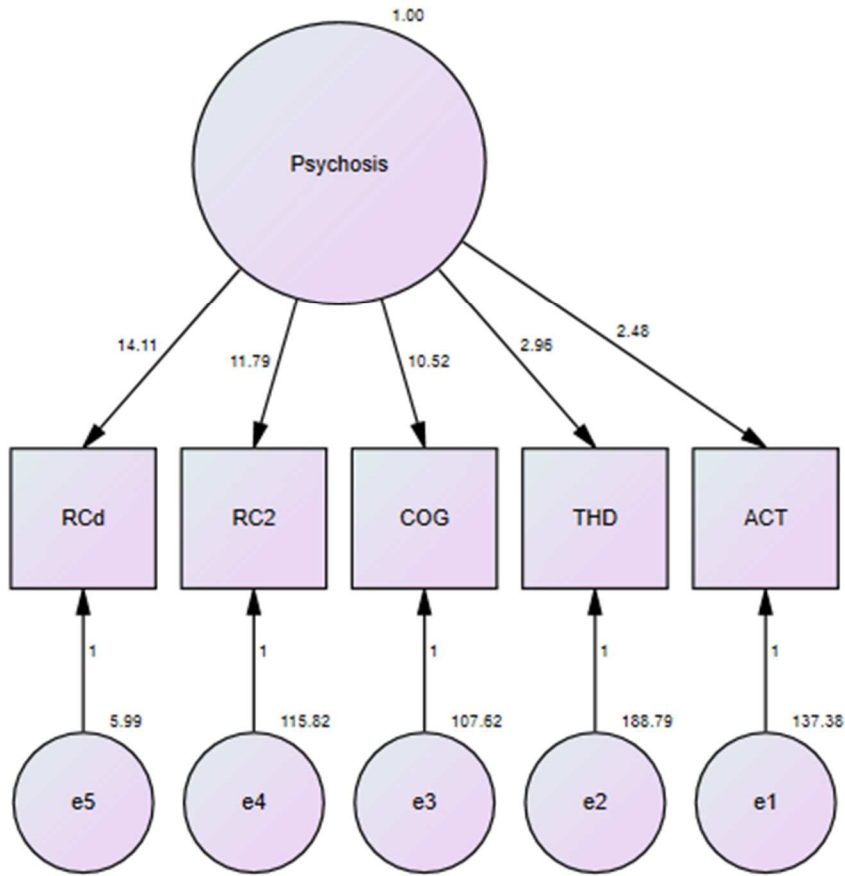 1.00
Psychosis
14.11
11.79
10.52
2.96
2.48
RCd
RC2
COG
THD
ACT
1
1
1
1
1
5.99
115.82
107.62
188.79
137.38
e5
e4
e3
e2
e1